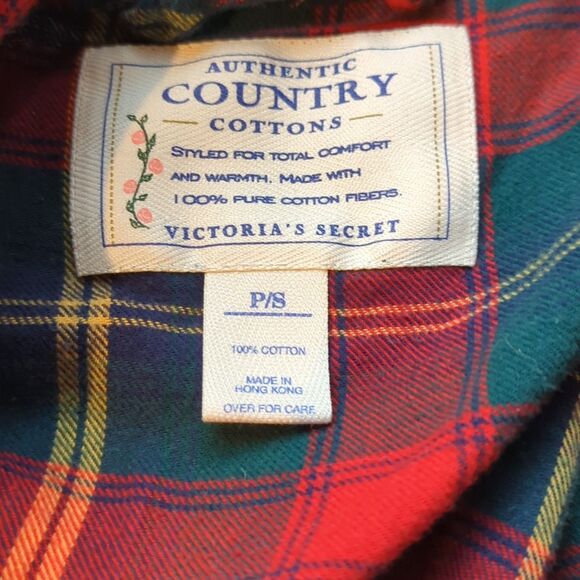 AUTHENTIC
COUNTRY
COTTONS
STYLED FOR TOTAL COMFORT
AND WARMTH. MADE WITH
100% PURE COTTON FIBERS.
VICTORIA'S SECRET
P/S
100% COTTON
MADE IN
HONG KONG
OVER FOR CARE